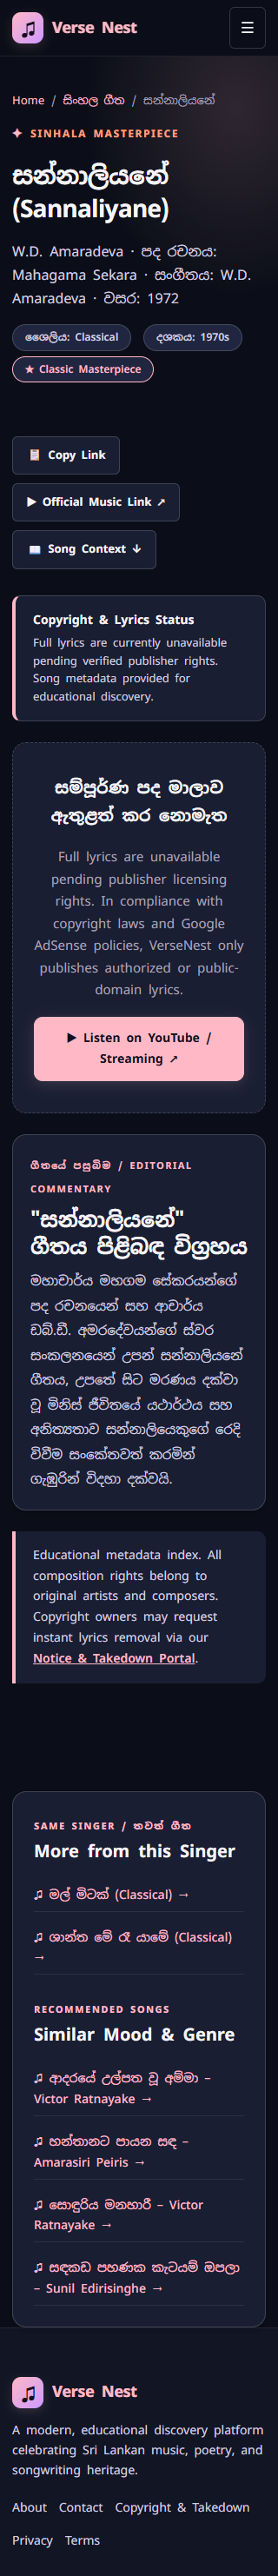 Verse Nest
Home / සිංහල ගීත / සන්නාලියනේ
✦ SINHALA MASTERPIECE
සන්නාලියනේ
(Sannaliyane)
W.D. Amaradeva · පද රචනය:
Mahagama Sekara · සංගීතය: W.D.
Amaradeva · වසර: 1972
ශෛලිය: Classical
දශකය: 1970s
★ Classic Masterpiece
Copy Link
▶ Official Music Link ↗
Song Context ↓
Copyright & Lyrics Status
Full lyrics are currently unavailable
pending verified publisher rights.
Song metadata provided for
educational discovery.
සම්පූර්ණ පද මාලාව
ඇතුළත් කර නොමැත
Full lyrics are unavailable
pending publisher licensing
rights. In compliance with
copyright laws and Google
AdSense policies, VerseNest only
publishes authorized or public-
domain lyrics.
▶ Listen on YouTube /
Streaming ↗
ගීතයේ පසුබිම / EDITORIAL
COMMENTARY
"සන්නාලියනේ"
ගීතය පිළිබඳ විග්‍රහය
මහාචාර්ය මහගම සේකරයන්ගේ
පද රචනයෙන් සහ ආචාර්ය
ඩබ්.ඩී. අමරදේවයන්ගේ ස්වර
සංකලනයෙන් උපන් සන්නාලියනේ
ගීතය, උපතේ සිට මරණය දක්වා
වූ මිනිස් ජීවිතයේ යථාර්ථය සහ
අනිත්‍යතාව සන්නාලියෙකුගේ රෙදි
විවීම සංකේතවත් කරමින්
ගැඹුරින් විදහා දක්වයි.
Educational metadata index. All
composition rights belong to
original artists and composers.
Copyright owners may request
instant lyrics removal via our
Notice & Takedown Portal.
SAME SINGER / තවත් ගීත
More from this Singer
♫ මල් මිටක් (Classical) →
♫ ශාන්ත මේ රෑ යාමේ (Classical)
→
RECOMMENDED SONGS
Similar Mood & Genre
♫ ආදරයේ උල්පත වූ අම්මා –
Victor Ratnayake →
♫ හන්තානට පායන සඳ –
Amarasiri Peiris →
♫ සොඳුරිය මනහාරී – Victor
Ratnayake →
♫ සඳකඩ පහණක කැටයම් ඔපලා
– Sunil Edirisinghe →
Verse Nest
A modern, educational discovery platform
celebrating Sri Lankan music, poetry, and
songwriting heritage.
About Contact Copyright & Takedown
Privacy Terms